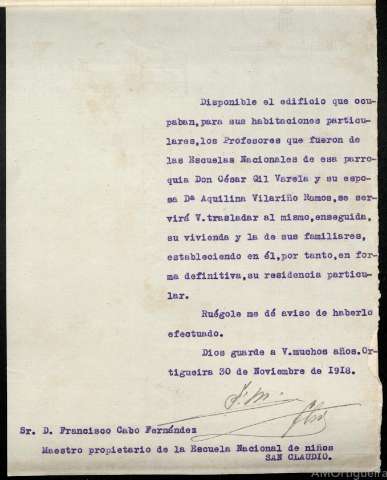 Disponible el edificio que ocu-
paban,para sus habitaciones particu-
lares,los Profesores que fueron de
las Escuelas Nacionales de esa parro-
quia Don César Gil Varela y su espo-
sa Dª Aquilina Vilariño Ramos,se ser-
virá V.trasladar al mismo,enseguida,
su vivienda y la de sus familiares,
estableciendo en él,por tanto,en for-
ma definitiva,su residencia particu-
lar.
Ruégole me dé aviso de haberlo
efectuado.
Dios guarde a V.muchos años.Or-
tigueira 30 de Noviembre de 1918.
Sr. D. Francisco Cabo Fernández
Maestro propietario de la Escuela Nacional de niños
SAN CLAUDIO.
AMOrtigueira